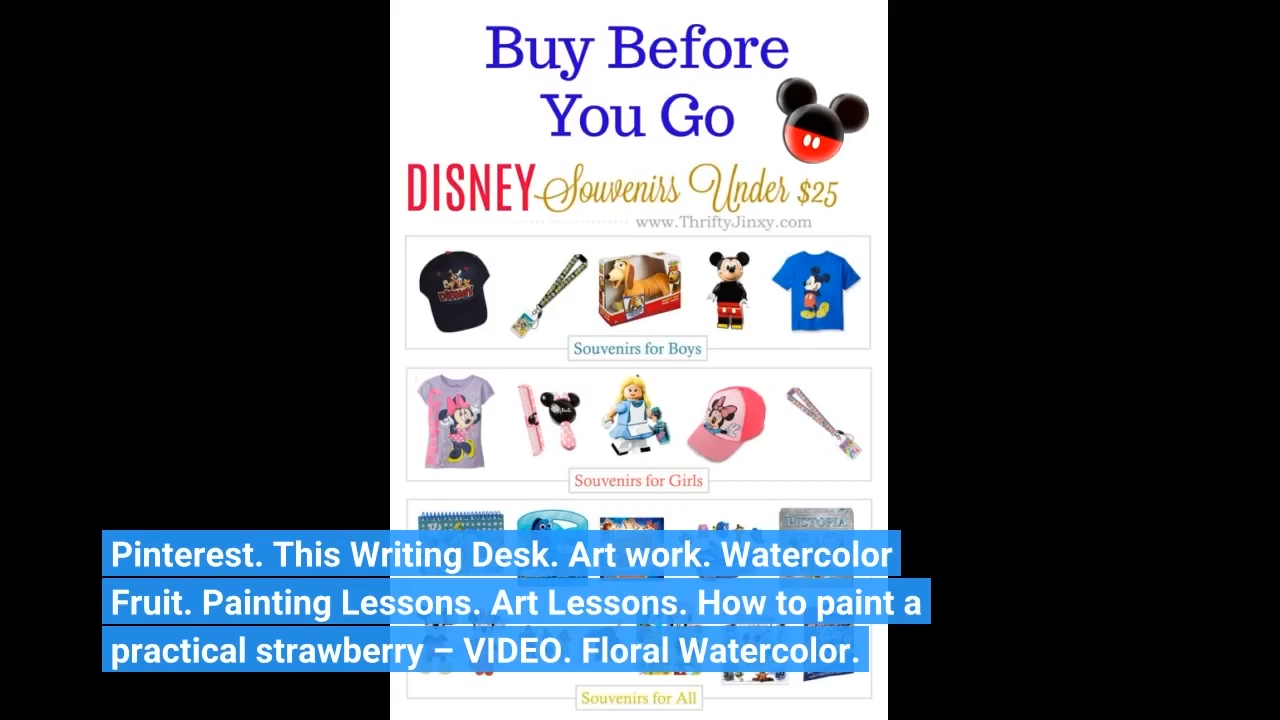 Buy Before
You Go
DISNEY Souvenirs Under $25
www.ThriftyJinxy.com
Souvenirs for Boys
Souvenirs for Girls
PICTOPIA
Pinterest. This Writing Desk. Art work. Watercolor
Fruit. Painting Lessons. Art Lessons. How to paint a
practical strawberry – VIDEO. Floral Watercolor.
Souvenirs for All